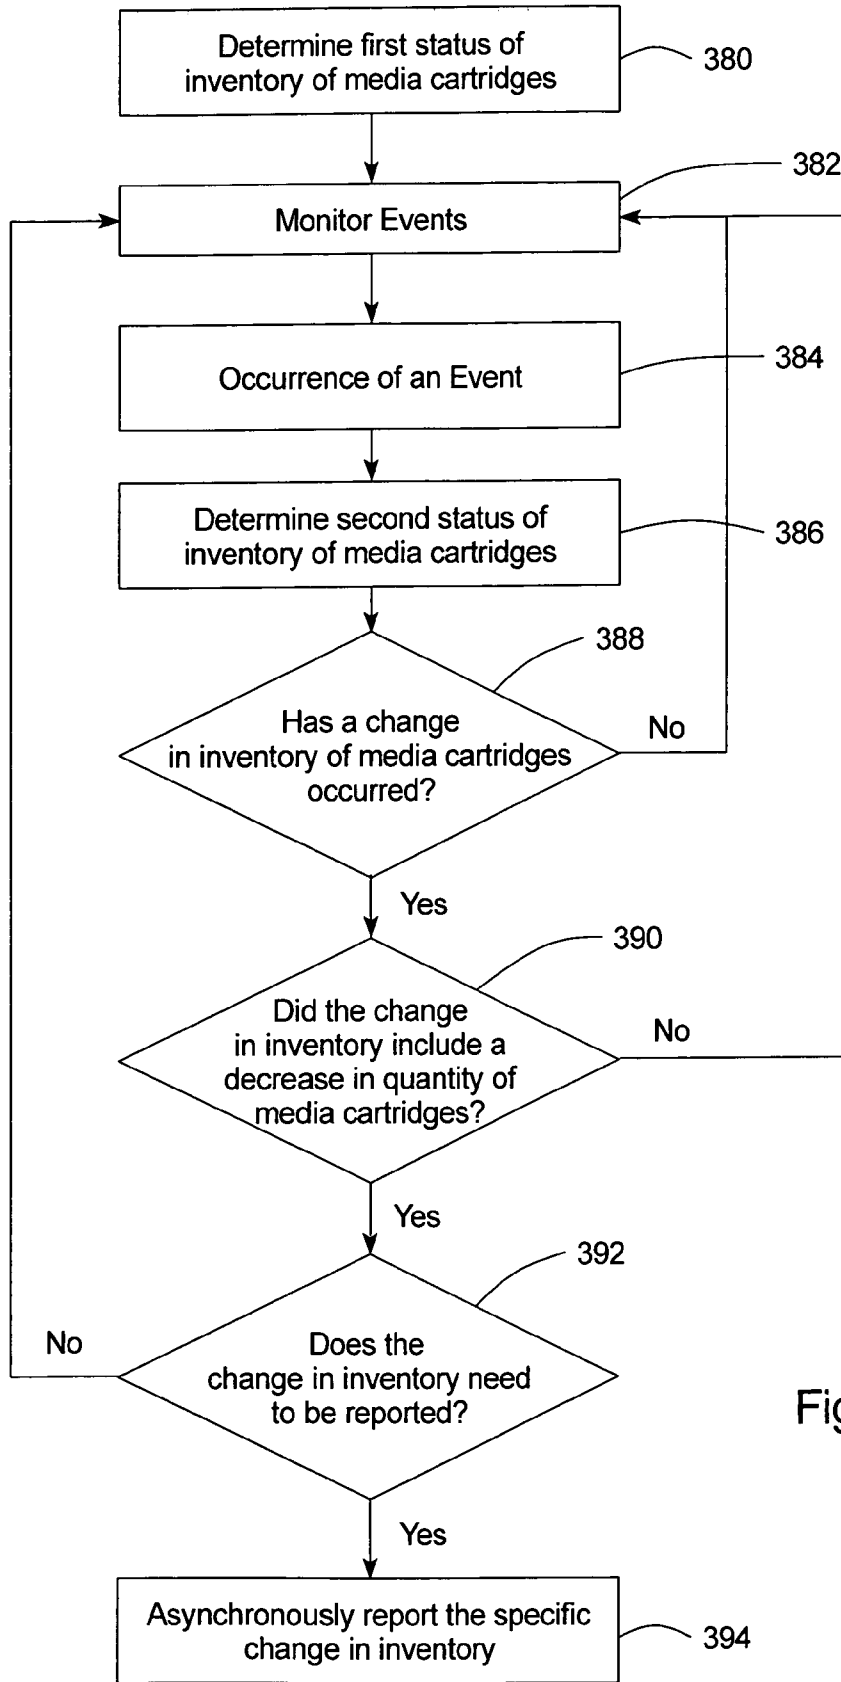 Determine first status of
inventory of media cartridges
380
382
Monitor Events
384
Occurrence of an Event
Determine second status of
inventory of media cartridges
386
388
Has a change
in inventory of media cartridges
occurred?
No
Yes
390
Did the change
in inventory include a
decrease in quantity of
media cartridges?
No
Yes
392
No
Does the
change in inventory need
to be reported?
Fig
Yes
Asynchronously report the specific
change in inventory
394